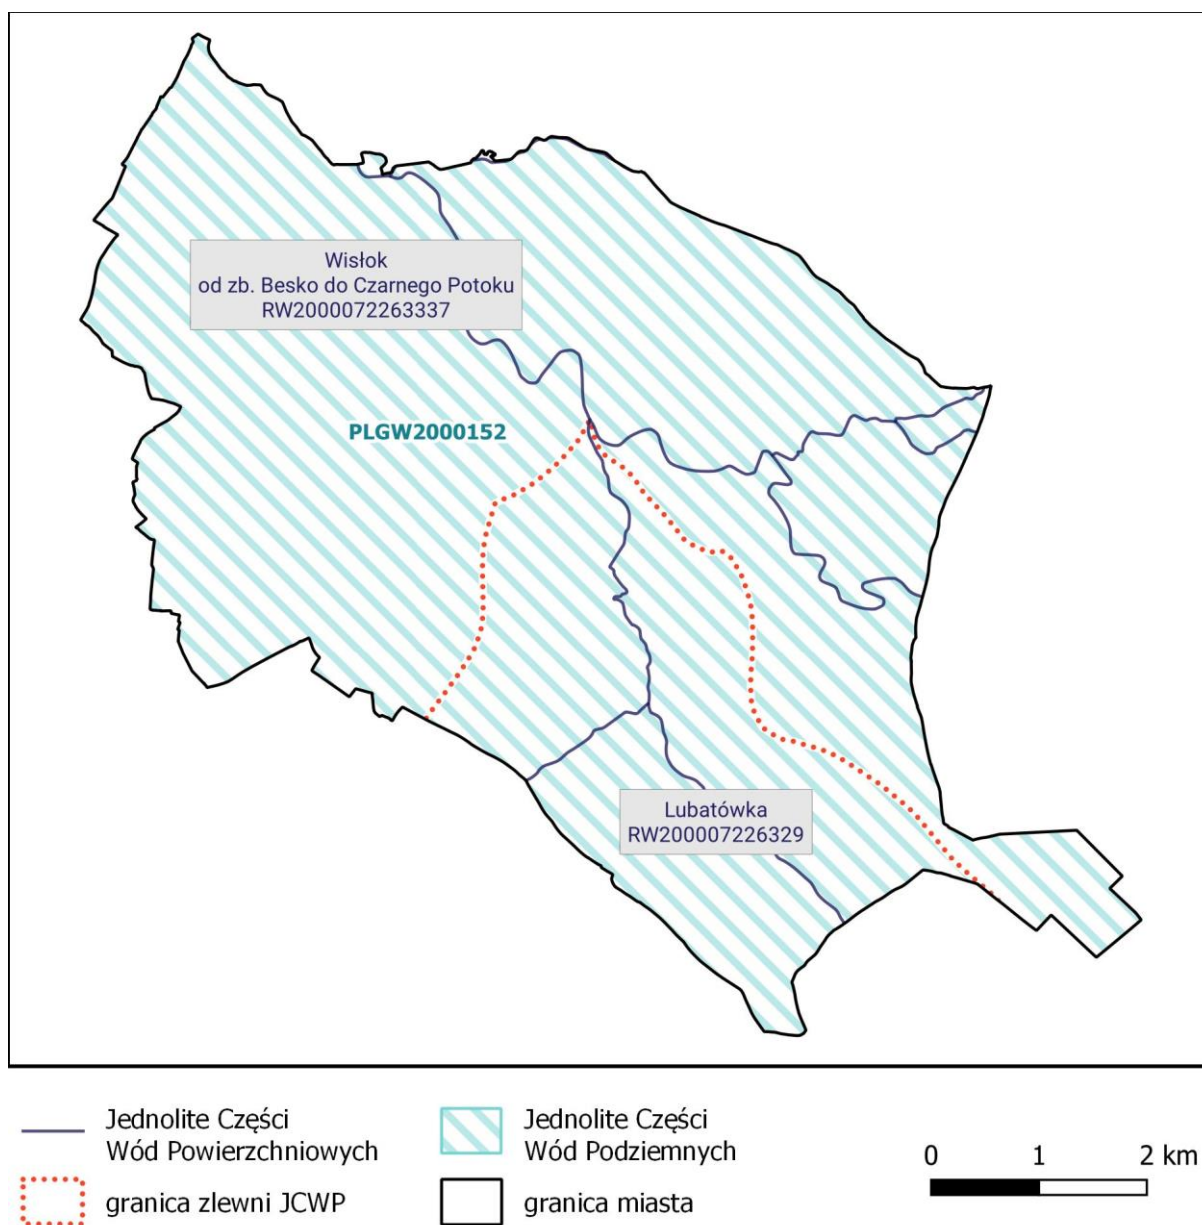 Wisłok
od zb. Besko do Czarnego Potoku
RW2000072263337
PLGW2000152
Lubatówka
RW200007226329
Jednolite Części
Wód Powierzchniowych
Jednolite Części
Wód Podziemnych
granica zlewni JCWP
granica miasta
0 1 2 km